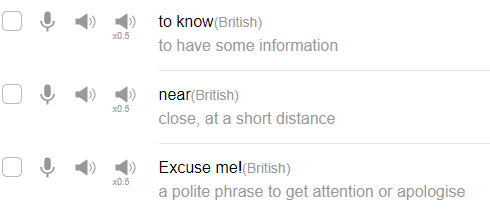 to know(British)
x0.5
to have some information
near(British)
x0.5
close, at a short distance
Excuse me!(British)
x0.5
a polite phrase to get attention or apologise